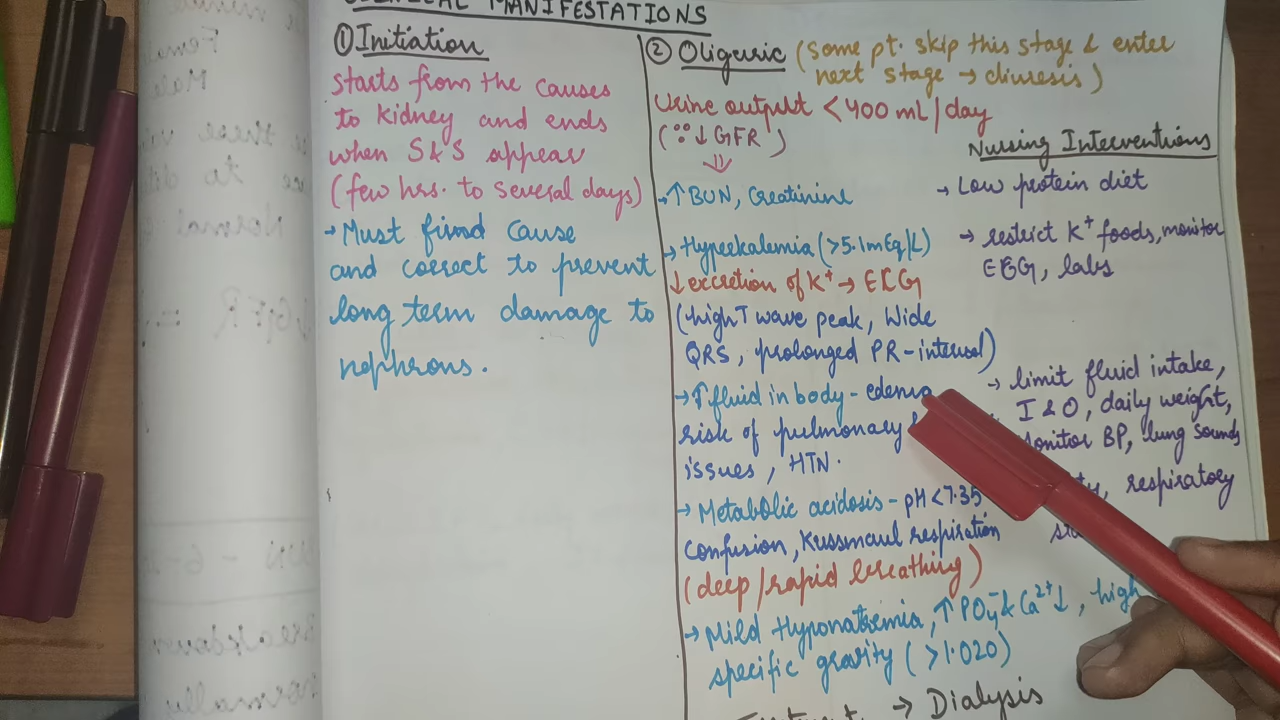 MANIFESTATIONS
① Initiation
starts from the causes
to kidney and ends
when S&S appear
(few hrs. to several days)
→ Must find cause
and correct to prevent
long term damage to
nephrons.
② Oliguric (some pt. skip this stage & enter
next stage → diuresis)
Urine output < 400 mL/day
(∵ ↓ GFR)
⇓
→ ↑ BUN, Creatinine
→ Hyperkalemia (>5.1mEq/L)
↓ excretion of K⁺ → ECG
(high T wave peak, Wide
QRS, prolonged PR-interval)
→ ↑ fluid in body - edema
risk of pulmonary
issues, HTN.
→ Metabolic acidosis - pH < 7.35
confusion, Kussmaul respiration
(deep/rapid breathing)
→ Mild Hyponatremia, ↑ PO₄⁻ & Ca²⁺ ↓, high
specific gravity (>1.020)
→ Dialysis
Nursing Interventions
→ Low protein diet
→ restrict K⁺ foods, monitor
ECG, labs
→ limit fluid intake,
I & O, daily weight,
monitor BP, lung sounds
respiratory